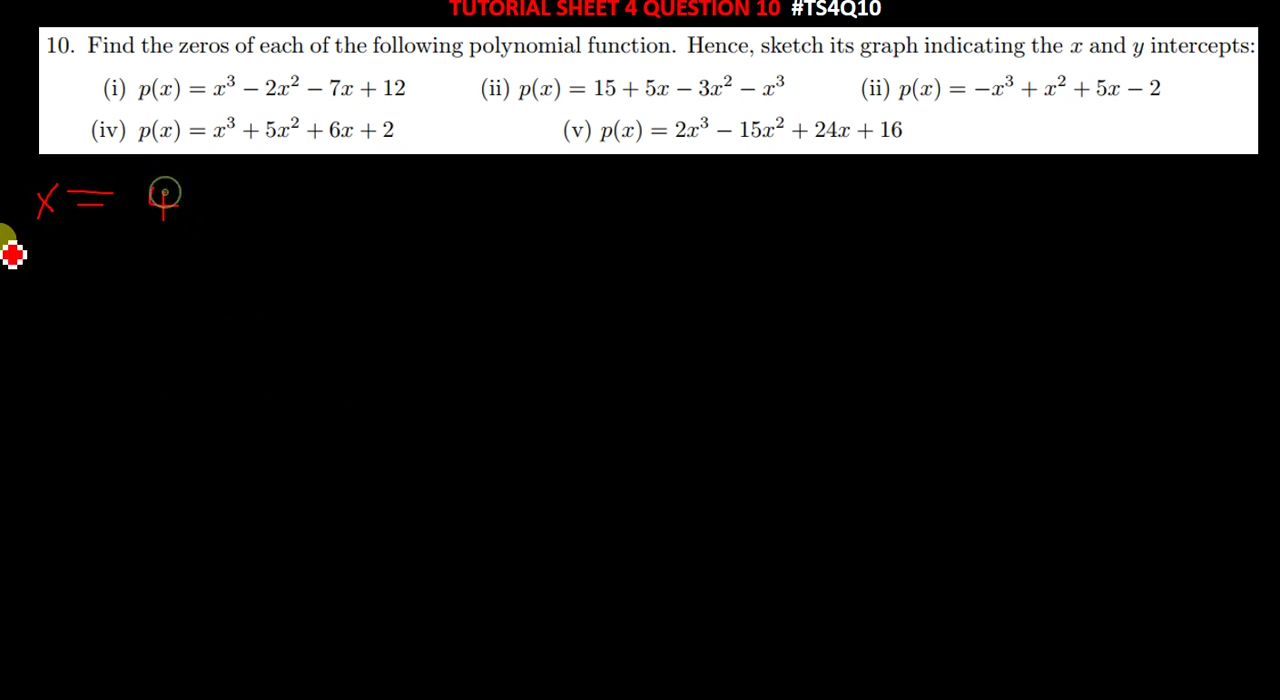 TUTORIAL SHEET 4 QUESTION 10 #TS4Q10
10. Find the zeros of each of the following polynomial function. Hence, sketch its graph indicating the x and y intercepts:
(i) p(x) = x³ − 2x² − 7x + 12 (ii) p(x) = 15 + 5x − 3x² − x³ (ii) p(x) = −x³ + x² + 5x − 2
(iv) p(x) = x³ + 5x² + 6x + 2 (v) p(x) = 2x³ − 15x² + 24x + 16
x =